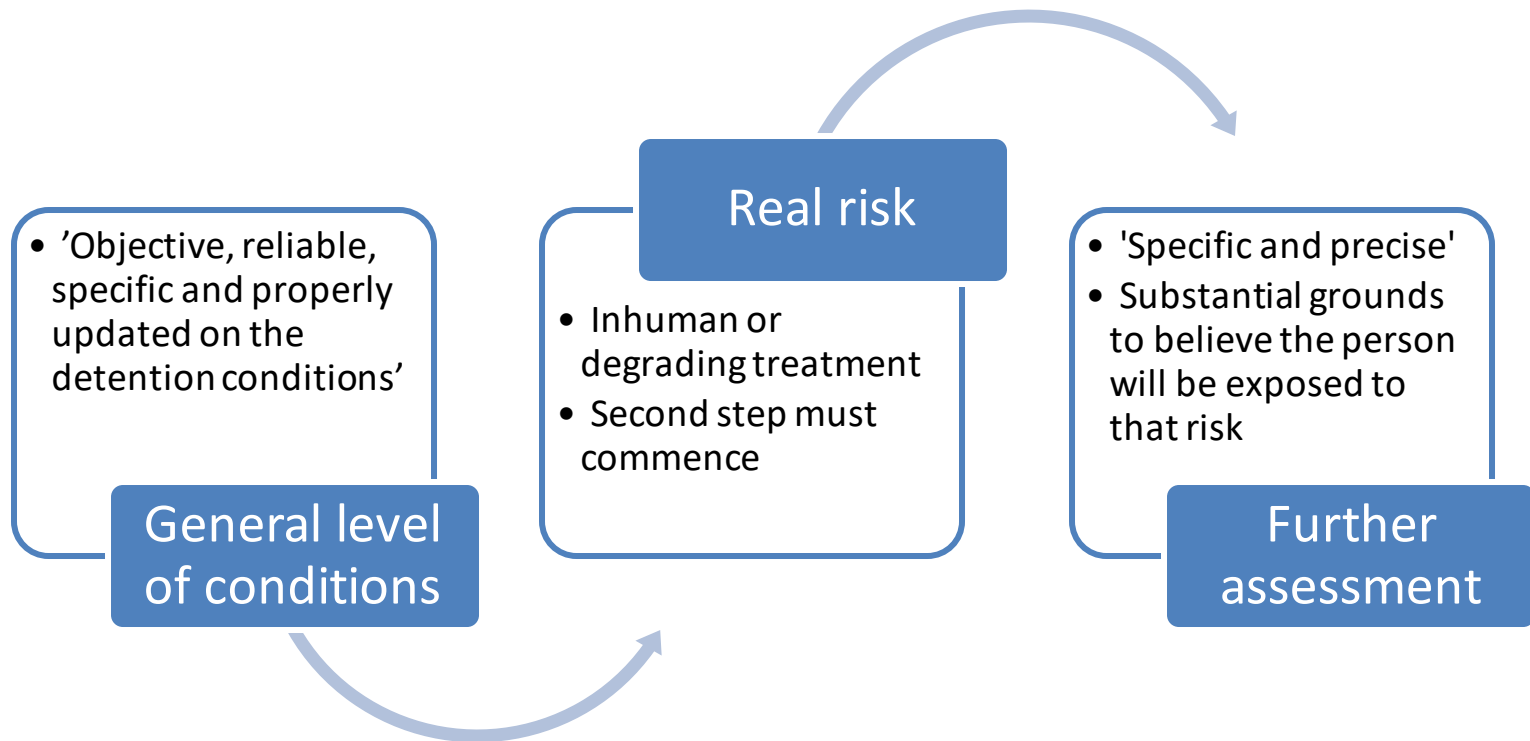 • ’Objective, reliable,
specific and properly
updated on the
detention conditions’
General level
of conditions
Real risk
• Inhuman or
degrading treatment
• Second step must
commence
• 'Specific and precise'
• Substantial grounds
to believe the person
will be exposed to
that risk
Further
assessment